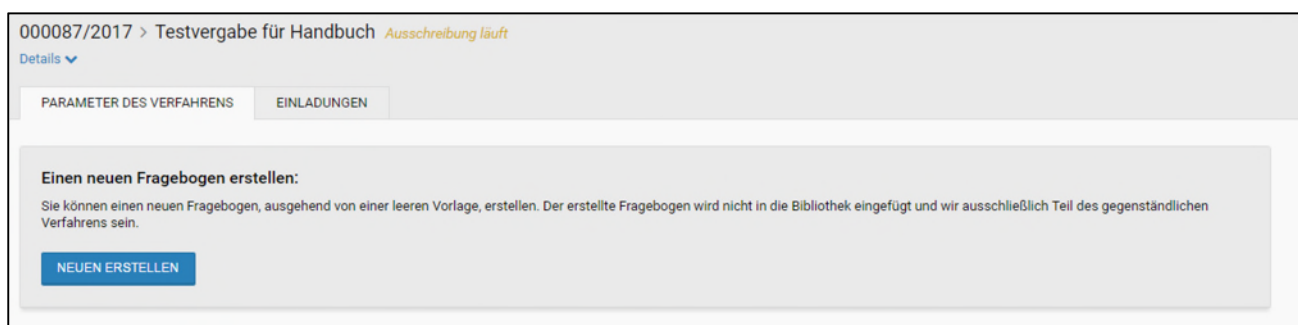 000087/2017 > Testvergabe für Handbuch Ausschreibung läuft
Details
PARAMETER DES VERFAHRENS EINLADUNGEN
Einen neuen Fragebogen erstellen:
Sie können einen neuen Fragebogen, ausgehend von einer leeren Vorlage, erstellen. Der erstellte Fragebogen wird nicht in die Bibliothek eingefügt und wir ausschließlich Teil des gegenständlichen
Verfahrens sein.
NEUEN ERSTELLEN